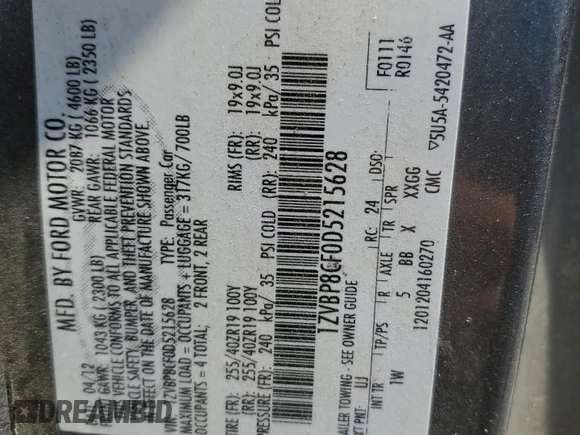 MFD. BY FORD MOTOR CO.
04/12 GVWR: 2087 KG ( 4600 LB)
GAWR: 1043 KG ( 2300 LB) REAR GAWR: 1066 KG ( 2350 LB)
VEHICLE CONFORMS TO ALL APPLICABLE FEDERAL MOTOR
VEHICLE SAFETY, BUMPER, AND THEFT PREVENTION STANDARDS
EFFECT ON THE DATE OF MANUFACTURE SHOWN ABOVE.
VIN: 1ZVBP8CF0D5215628 TYPE: Passenger Car
MAXIMUM LOAD = OCCUPANTS + LUGGAGE = 317KG/ 700LB
OCCUPANTS = 4 TOTAL; 2 FRONT, 2 REAR
TIRE (FR): 255/40ZR19 100Y RIMS (FR): 19x9.0J
(RR): 255/40ZR19 100Y (RR): 19x9.0J
PRESSURE (FR): 240 kPa/ 35 PSI COLD (RR): 240 kPa/ 35 PSI COL
1ZVBP8CF0D5215628
TRAILER TOWING - SEE OWNER GUIDE
F0111
R0146
EXT PNT: UJ RC: 24 DSO:
INT TR TP/PS R AXLE TR SPR
1W 5 BB X XXGG
1201204160270 CMC
▽5U5A-5420472-AA
DREAMBID